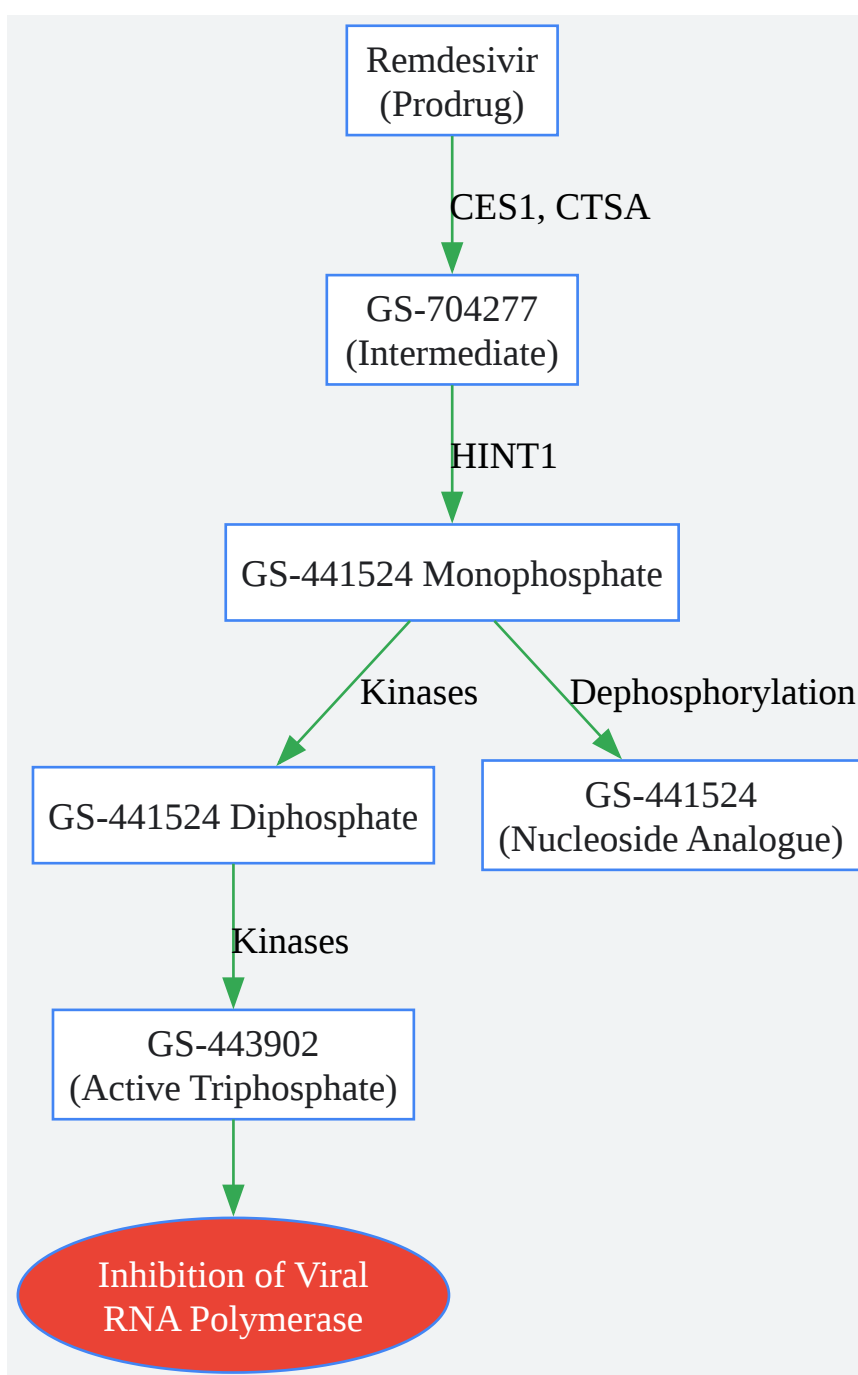 Remdesivir
(Prodrug)
CES1, CTSA
GS-704277
(Intermediate)
HINT1
GS-441524 Monophosphate
Kinases
Dephosphorylation
GS-441524 Diphosphate
GS-441524
(Nucleoside Analogue)
Kinases
GS-443902
(Active Triphosphate)
Inhibition of Viral
RNA Polymerase